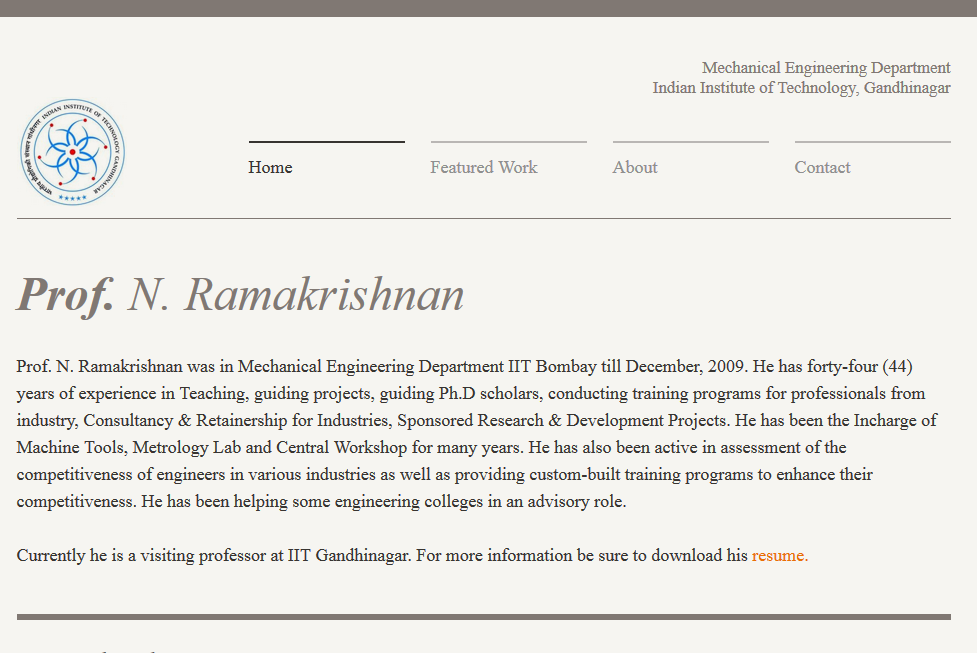 Mechanical Engineering Department
Indian Institute of Technology, Gandhinagar
INDIAN INSTITUTE OF TECHNOLOGY GANDHINAGAR
Home
Featured Work
About
Contact
Prof. N. Ramakrishnan
Prof. N. Ramakrishnan was in Mechanical Engineering Department IIT Bombay till December, 2009. He has forty-four (44)
years of experience in Teaching, guiding projects, guiding Ph.D scholars, conducting training programs for professionals from
industry, Consultancy & Retainership for Industries, Sponsored Research & Development Projects. He has been the Incharge of
Machine Tools, Metrology Lab and Central Workshop for many years. He has also been active in assessment of the
competitiveness of engineers in various industries as well as providing custom-built training programs to enhance their
competitiveness. He has been helping some engineering colleges in an advisory role.
Currently he is a visiting professor at IIT Gandhinagar. For more information be sure to download his resume.